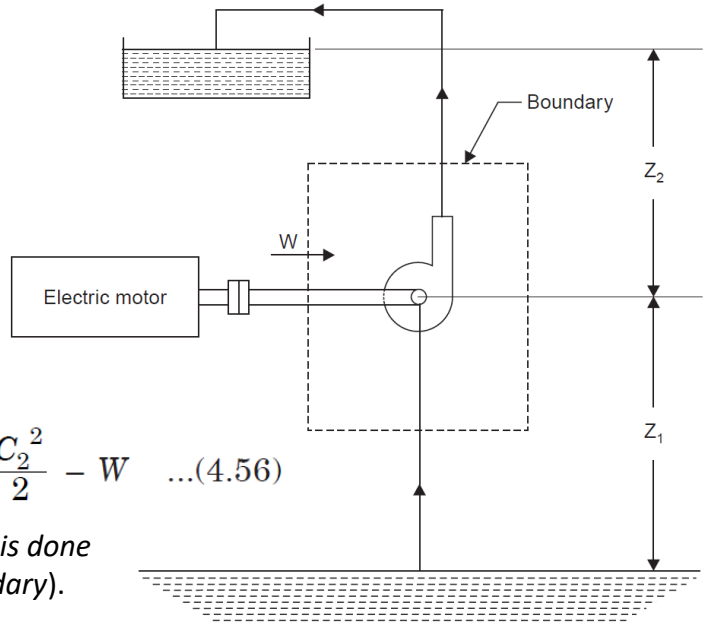 Boundary
Z₂
W
Electric motor
Z₁
C₂²/2 – W ...(4.56)
is done
dary).